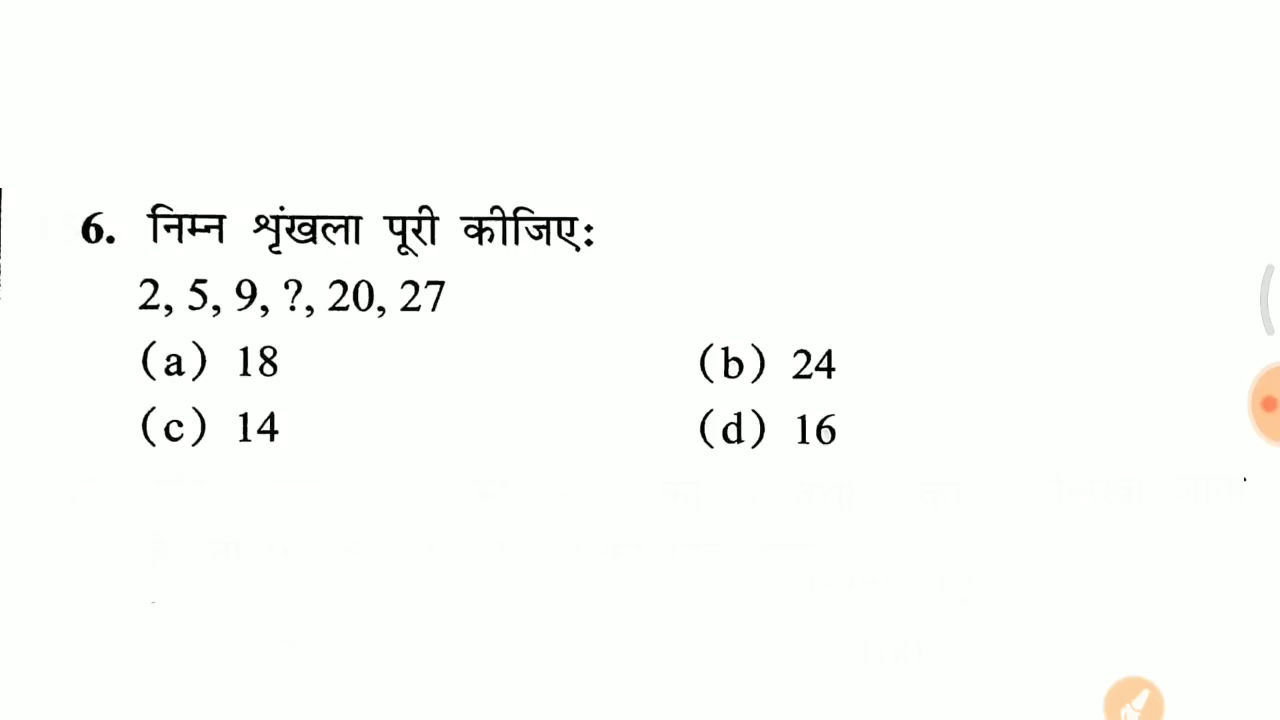 6. निम्न शृंखला पूरी कीजिए:
2, 5, 9, ?, 20, 27
(a) 18 (b) 24
(c) 14 (d) 16